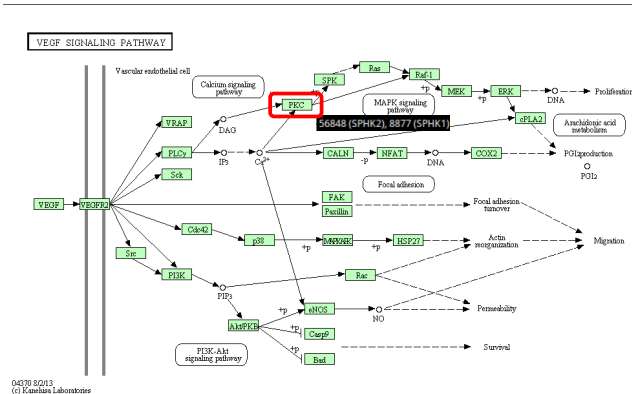 VEGF SIGNALING PATHWAY
Vascular endothelial cell
Calcium signaling
pathway
SPK
Ras
Raf-1
+p
+p
MEK
+p
ERK
DNA
Proliferation
PKC
DAG
MAPK signaling
pathway
56848 (SPHK2), 8877 (SPHK1)
cPLA2
Arachidonic acid
metabolism
VRAP
PLCγ
IP3
Ca2+
CALN
-p
NFAT
DNA
COX2
PGI2production
PGI2
Sck
Focal adhesion
VEGF
VEGFR2
FAK
Paxillin
Focal adhesion
turnover
Cdc42
p38
+p
MAPKAPK
+p
HSP27
Actin
reorganization
Migration
Src
PI3K
PIP3
Rac
Permeability
Akt/PKB
+p
eNOS
NO
+p
Casp9
+p
Bad
Survival
PI3K-Akt
signaling pathway
04370 8/2/13
(c) Kanehisa Laboratories